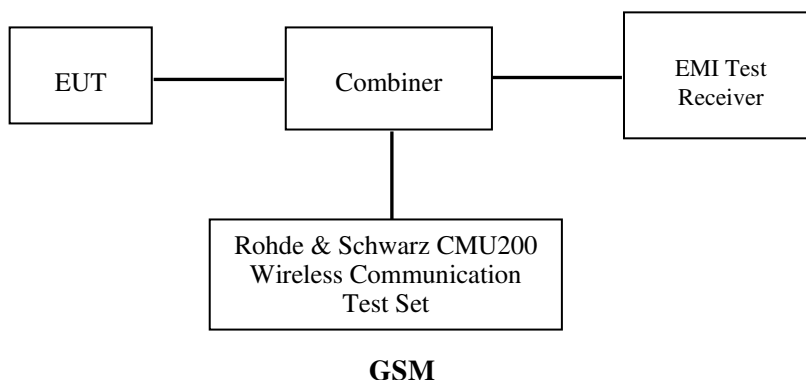 EUT
Combiner
EMI Test
Receiver
Rohde & Schwarz CMU200
Wireless Communication
Test Set
GSM